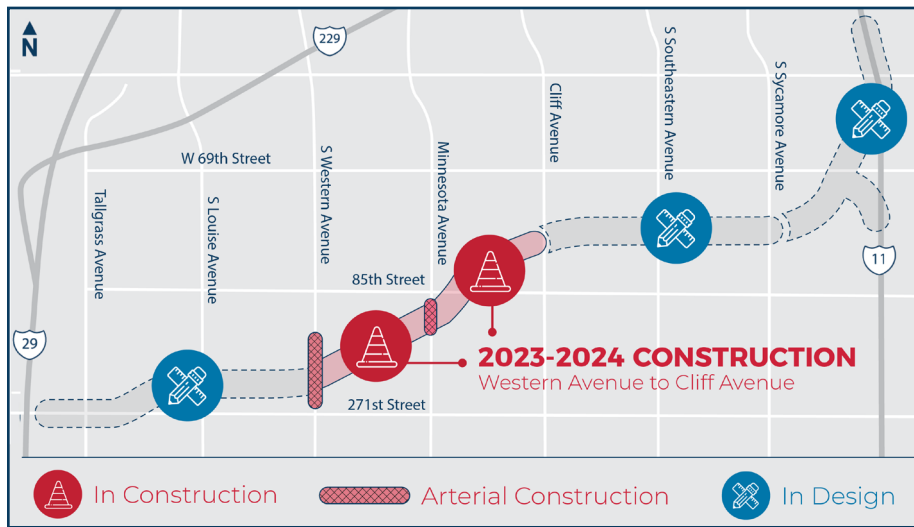 N
229
S Southeastern Avenue
S Sycamore Avenue
Cliff Avenue
W 69th Street
S Western Avenue
Minnesota Avenue
Tallgrass Avenue
S Louise Avenue
11
85th Street
29
2023-2024 CONSTRUCTION
Western Avenue to Cliff Avenue
271st Street
In Construction
Arterial Construction
In Design